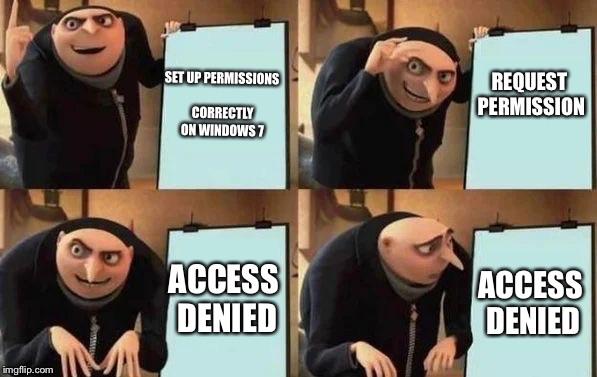 SET UP PERMISSIONS
CORRECTLY
ON WINDOWS 7
REQUEST
PERMISSION
ACCESS
DENIED
ACCESS
DENIED
imgflip.com